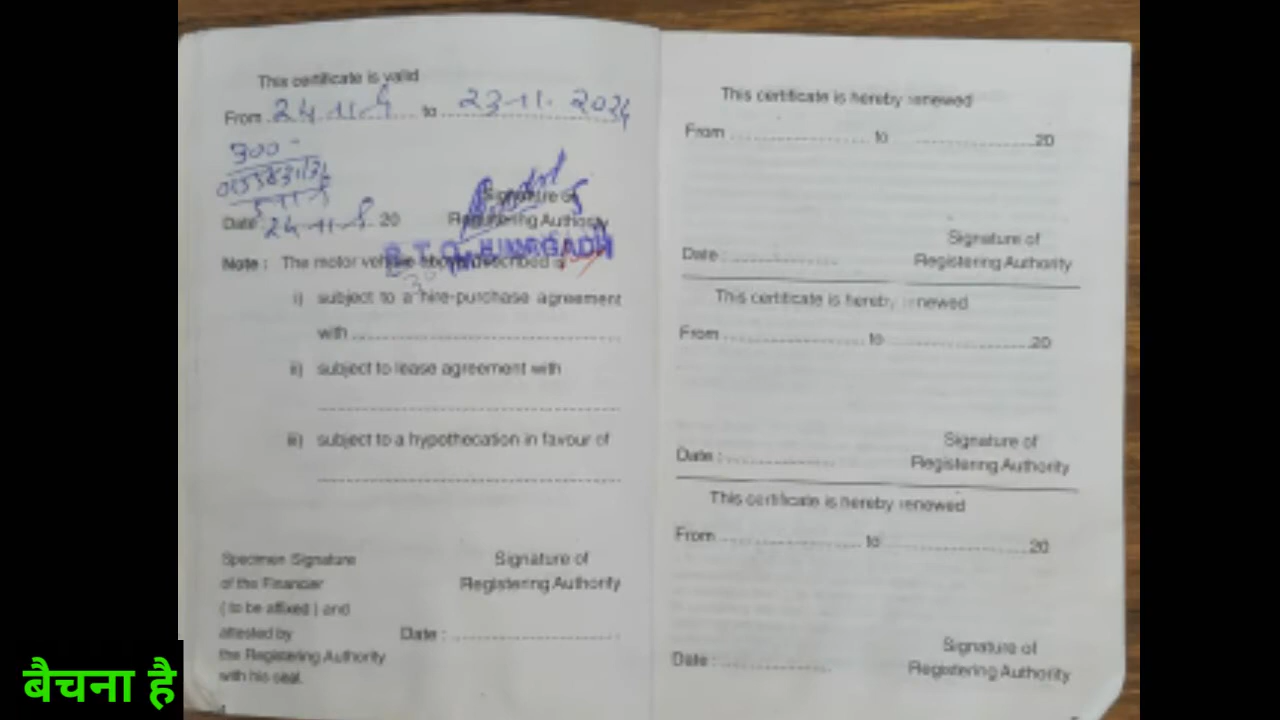 This certificate is valid
From 24.11. to 23-11. 2024
300 -
Date 24-11- 20
Signature of
Registering Authority
R.T.O. JUNAGADH
Note : The motor vehicle above described is
i) subject to a hire-purchase agreement
with
ii) subject to lease agreement with
iii) subject to a hypothecation in favour of
Specimen Signature
of the Financier
( to be affixed ) and
attested by
the Registering Authority
with his seal.
Signature of
Registering Authority
Date :
4
This certificate is hereby renewed
From to 20
Signature of
Date : Registering Authority
This certificate is hereby renewed
From to 20
Signature of
Date : Registering Authority
This certificate is hereby renewed
From to 20
Signature of
Date : Registering Authority
बैचना है